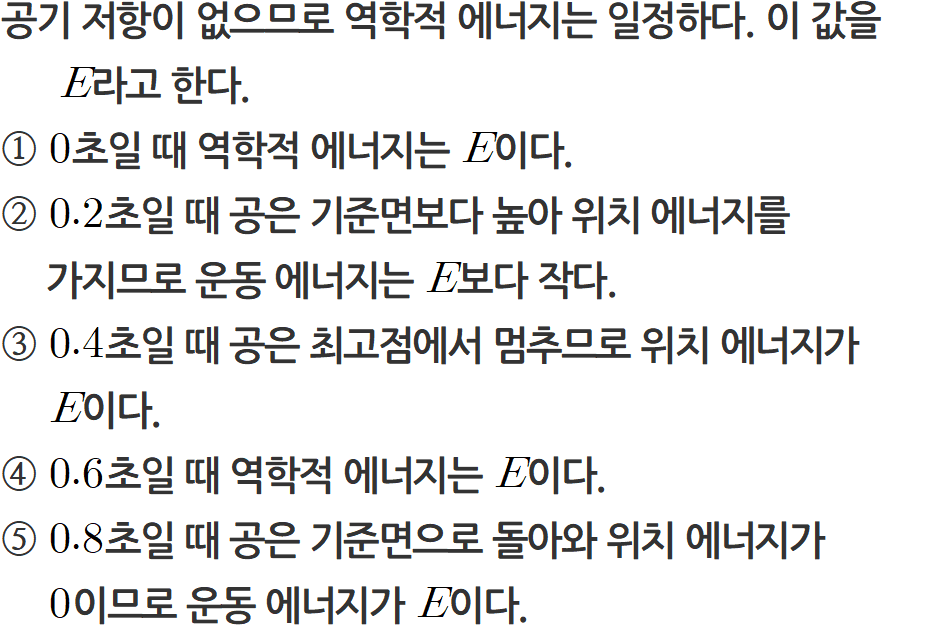 공기 저항이 없으므로 역학적 에너지는 일정하다. 이 값을
E라고 한다.
① 0초일 때 역학적 에너지는 E이다.
② 0.2초일 때 공은 기준면보다 높아 위치 에너지를
가지므로 운동 에너지는 E보다 작다.
③ 0.4초일 때 공은 최고점에서 멈추므로 위치 에너지가
E이다.
④ 0.6초일 때 역학적 에너지는 E이다.
⑤ 0.8초일 때 공은 기준면으로 돌아와 위치 에너지가
0이므로 운동 에너지가 E이다.